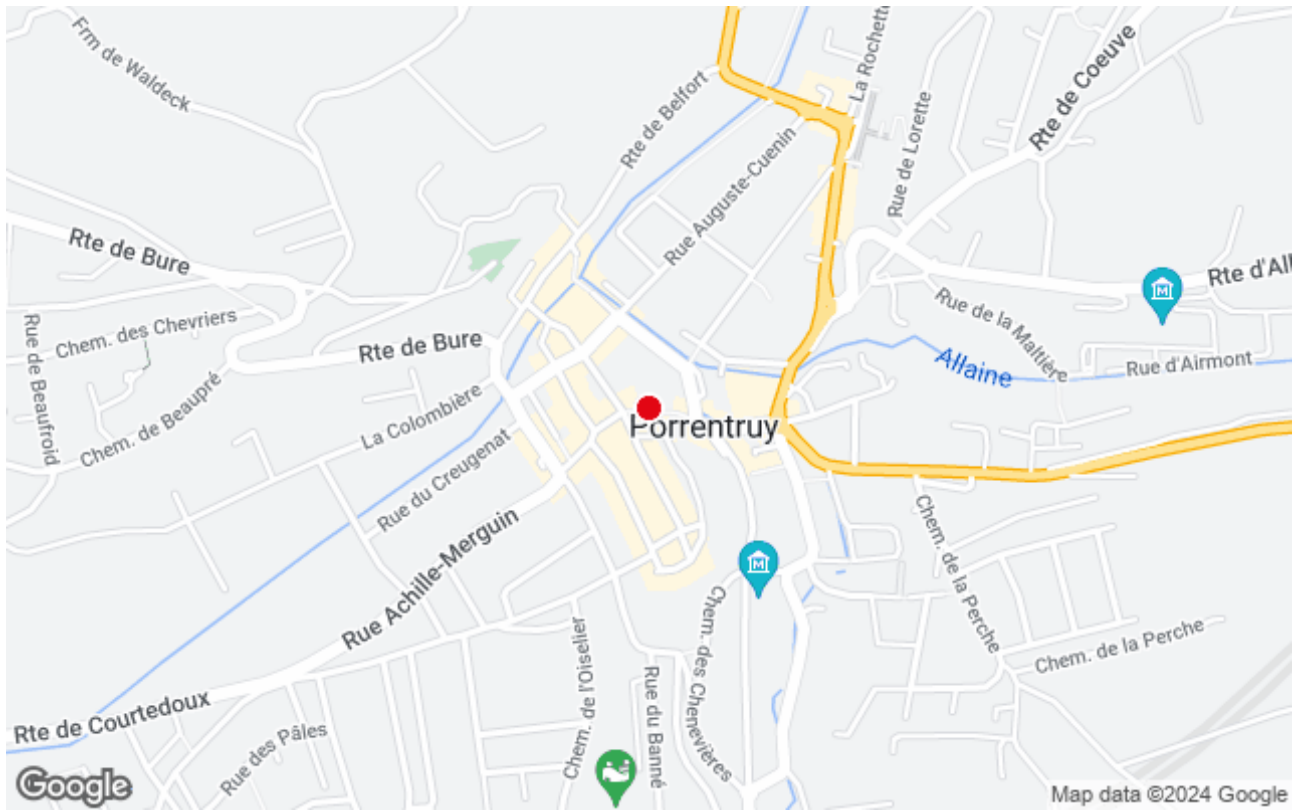 Frm de Waldeck
Rte de Belfort
La Rochette
Rue de Lorette
Rte de Coeuve
Rue Auguste-Cuenin
Rte de Bure
Rte d'All
Chem. des Chevriers
Rue de Beaufroid
Rte de Bure
Rue de la Maltière
Allaine
Rue d'Airmont
Chem. de Beaupré
La Colombière
Porrentruy
Rue du Creugenat
Rue Achille-Merguin
Chem. de la Perche
Chem. de la Perche
Chem. de l'Oiselier
Chem. des Chenevières
Rue du Banné
Rte de Courtedoux
Rue des Pâles
Google
Map data ©2024 Google